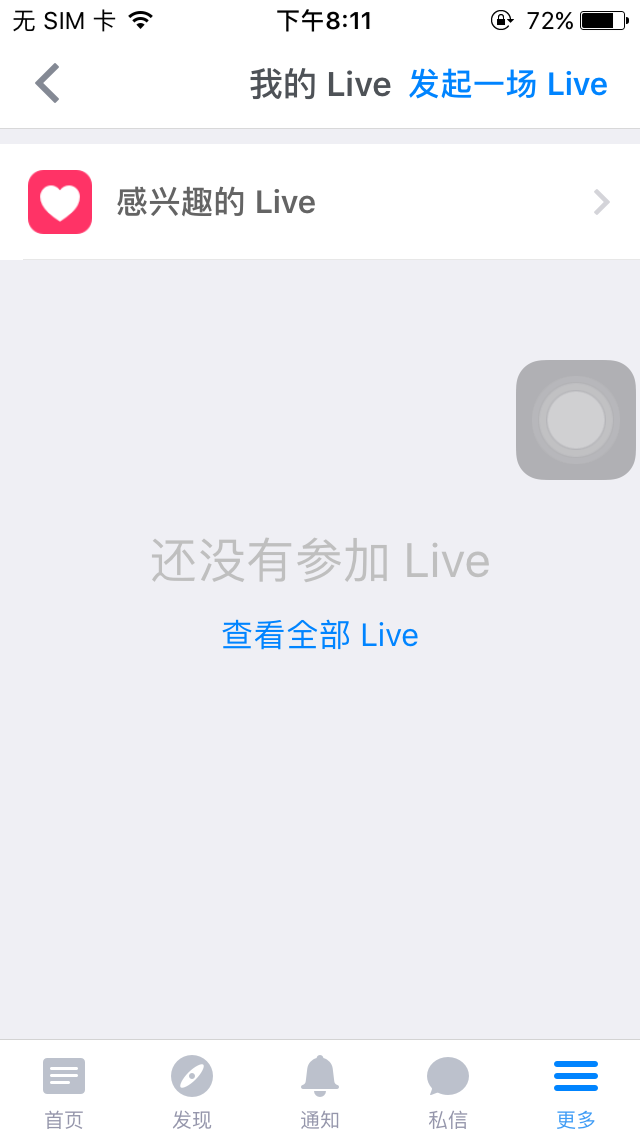 无 SIM 卡 下午8:11 72%
我的 Live 发起一场 Live
感兴趣的 Live
还没有参加 Live
查看全部 Live
首页 发现 通知 私信 更多